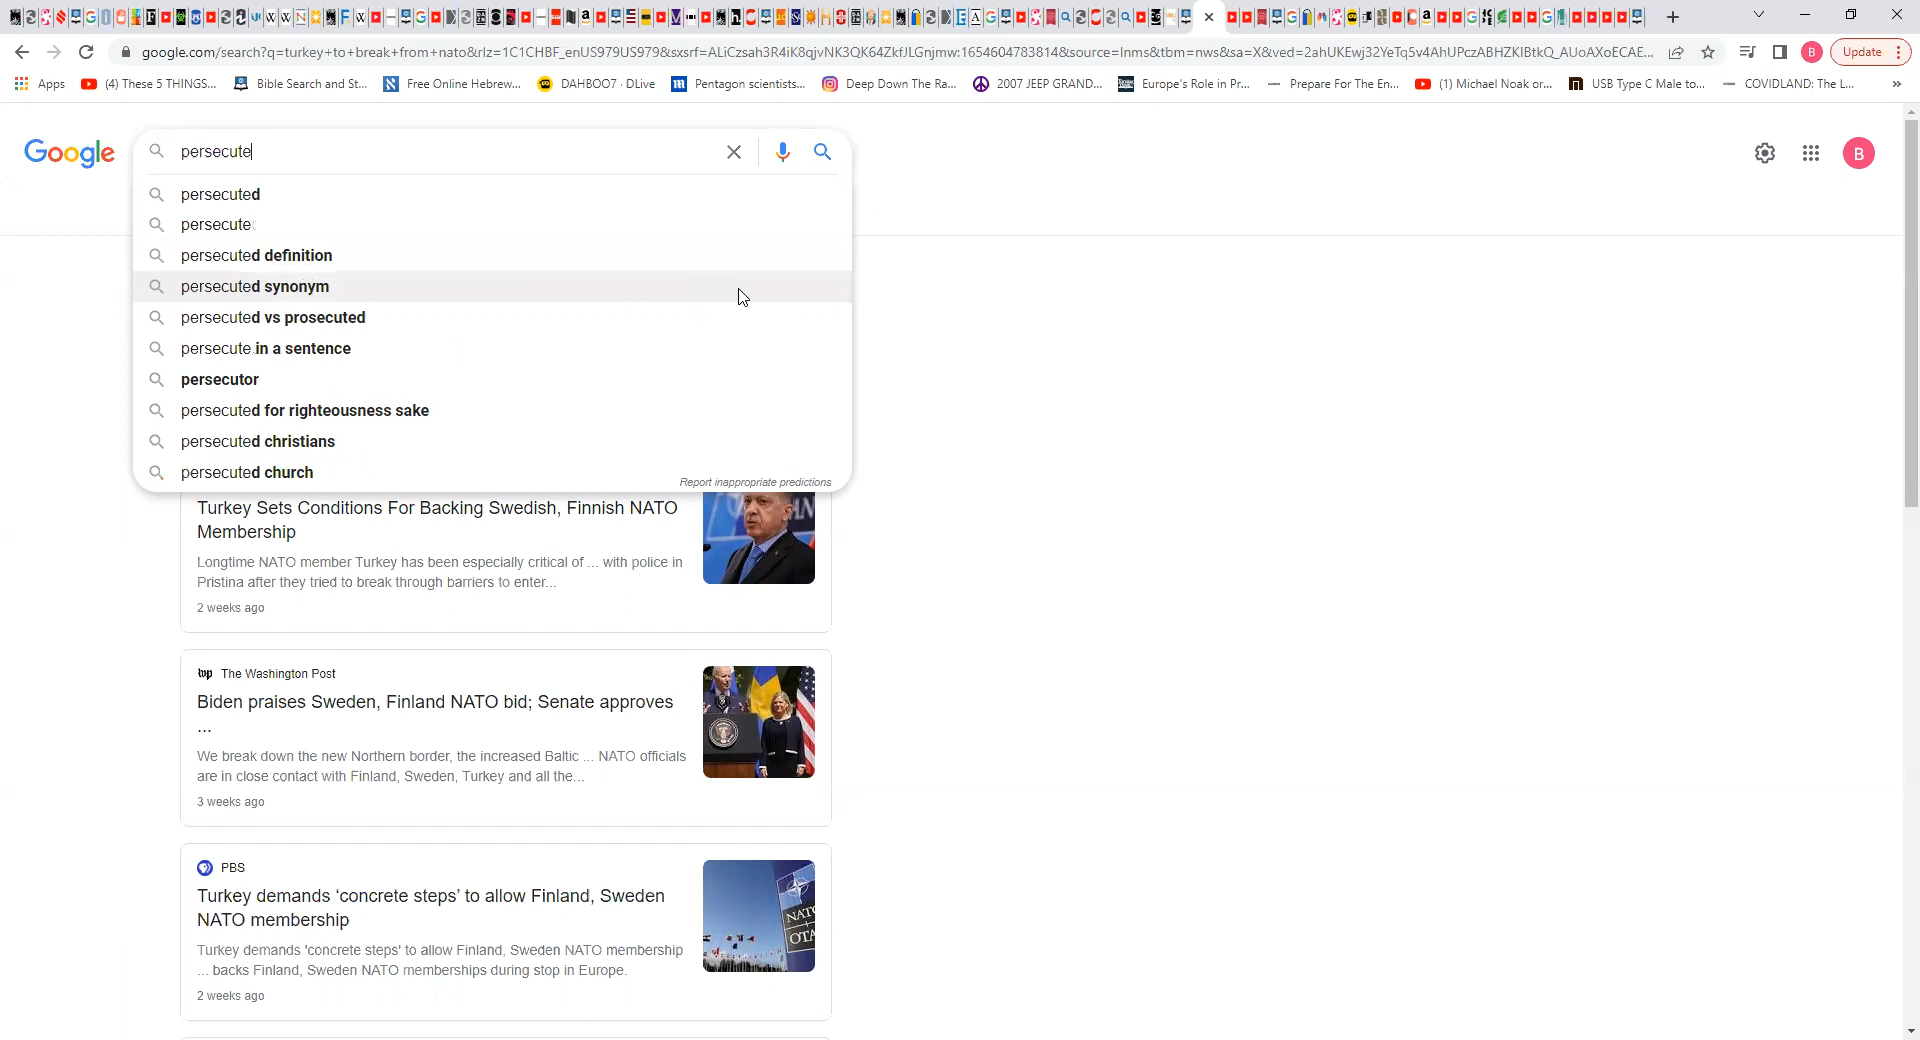 google.com/search?q=turkey+to+break+from+nato&rlz=1C1CHBF_enUS979US979&sxsrf=ALiCzsah3R4iK8qjvNK3QK64ZkfJLGnjmw:1654604783814&source=lnms&tbm=nws&sa=X&ved=2ahUKEwj32YeTq5v4AhUPczABHZKIBtkQ_AUoAXoECAE...
B Update
Apps (4) These 5 THINGS... Bible Search and St... Free Online Hebrew... DAHBOO7 · DLive Pentagon scientists... Deep Down The Ra... 2007 JEEP GRAND... Europe's Role in Pr... Prepare For The En... (1) Michael Noak or... USB Type C Male to... COVIDLAND: The L... »
Google persecute B
persecuted
persecute
persecuted definition
persecuted synonym
persecuted vs prosecuted
persecute in a sentence
persecutor
persecuted for righteousness sake
persecuted christians
persecuted church
Report inappropriate predictions
Turkey Sets Conditions For Backing Swedish, Finnish NATO
Membership
Longtime NATO member Turkey has been especially critical of ... with police in
Pristina after they tried to break through barriers to enter...
2 weeks ago
wp The Washington Post
Biden praises Sweden, Finland NATO bid; Senate approves
...
We break down the new Northern border, the increased Baltic ... NATO officials
are in close contact with Finland, Sweden, Turkey and all the...
3 weeks ago
PBS
Turkey demands ‘concrete steps’ to allow Finland, Sweden
NATO membership
Turkey demands 'concrete steps' to allow Finland, Sweden NATO membership
... backs Finland, Sweden NATO memberships during stop in Europe.
2 weeks ago
NATO
OTA